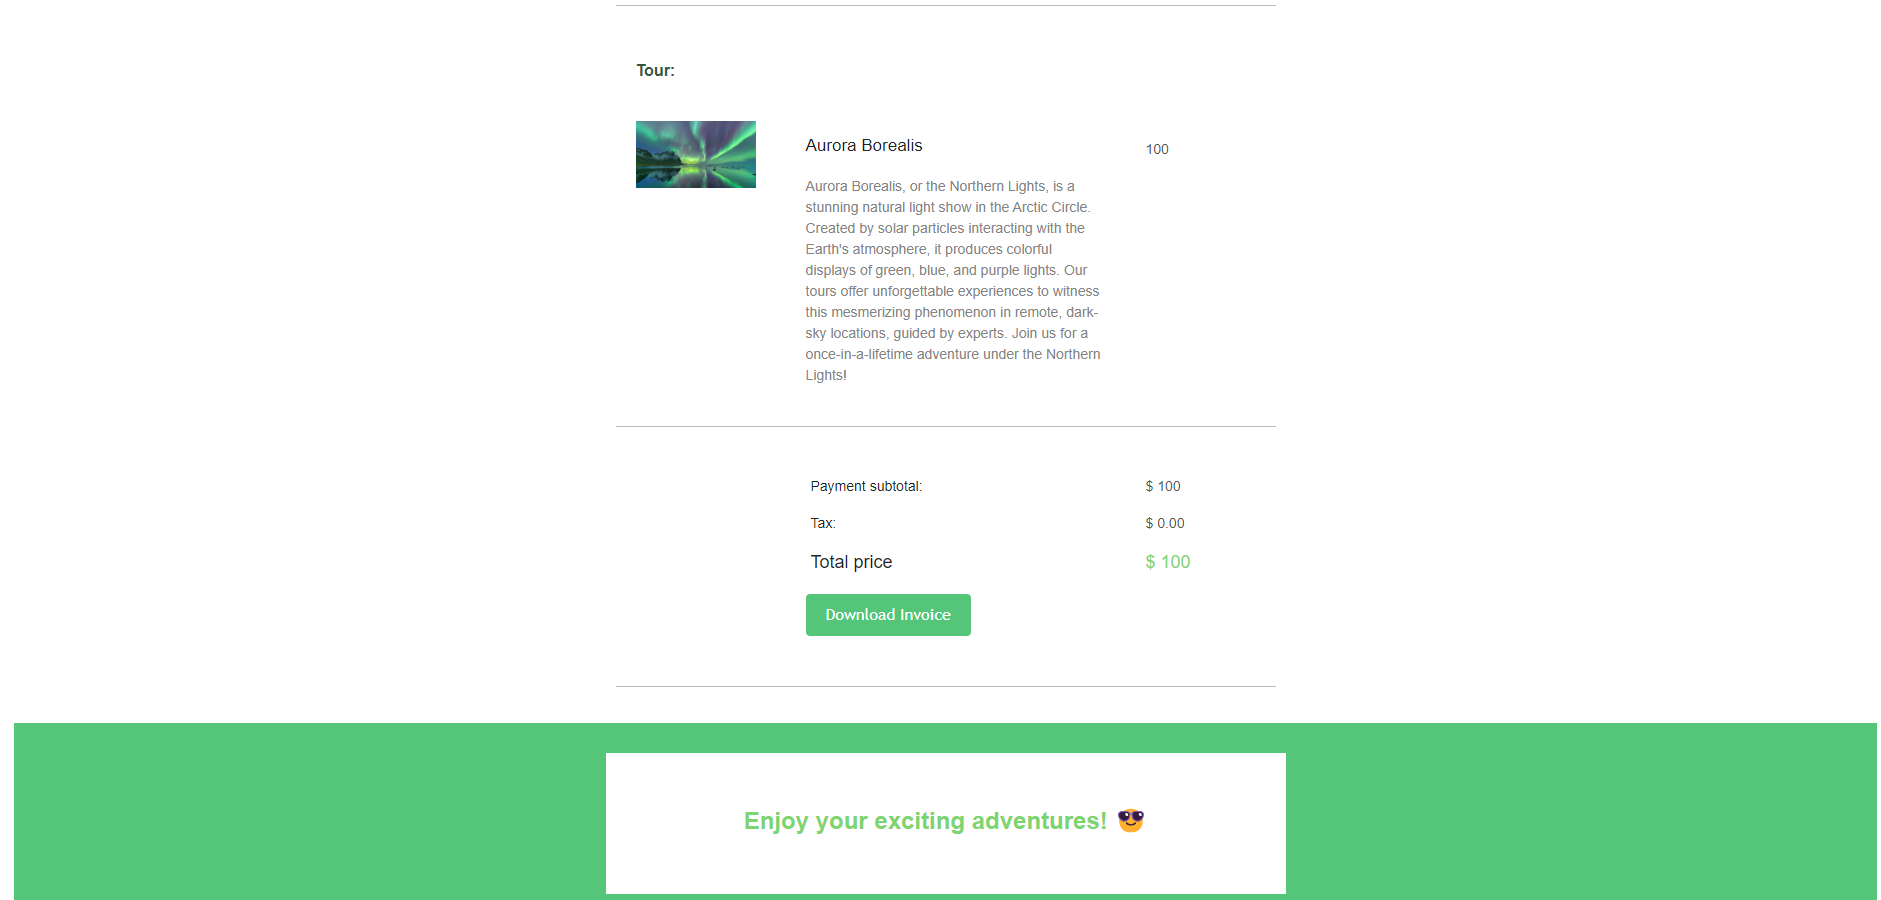 Tour:
Aurora Borealis
100
Aurora Borealis, or the Northern Lights, is a
stunning natural light show in the Arctic Circle.
Created by solar particles interacting with the
Earth's atmosphere, it produces colorful
displays of green, blue, and purple lights. Our
tours offer unforgettable experiences to witness
this mesmerizing phenomenon in remote, dark-
sky locations, guided by experts. Join us for a
once-in-a-lifetime adventure under the Northern
Lights!
Payment subtotal: $ 100
Tax: $ 0.00
Total price $ 100
Download Invoice
Enjoy your exciting adventures! 😎